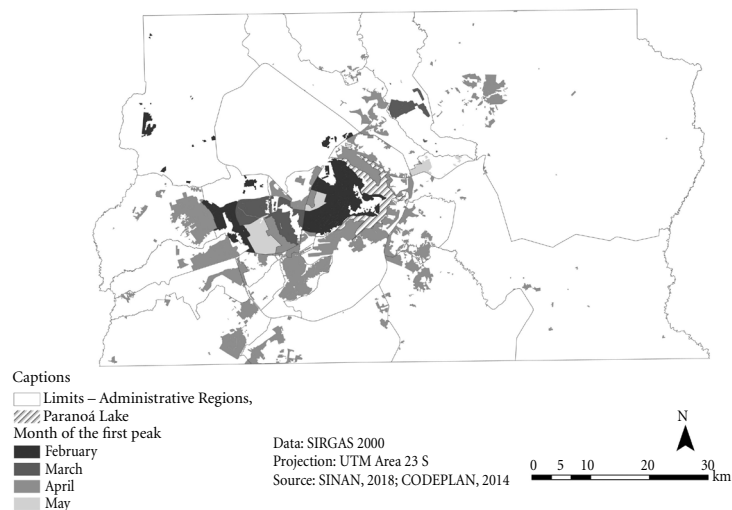 Captions
Limits – Administrative Regions,
Paranoá Lake
Month of the first peak
February
March
April
May
Data: SIRGAS 2000
Projection: UTM Area 23 S
Source: SINAN, 2018; CODEPLAN, 2014
N
0 5 10 20 30 km